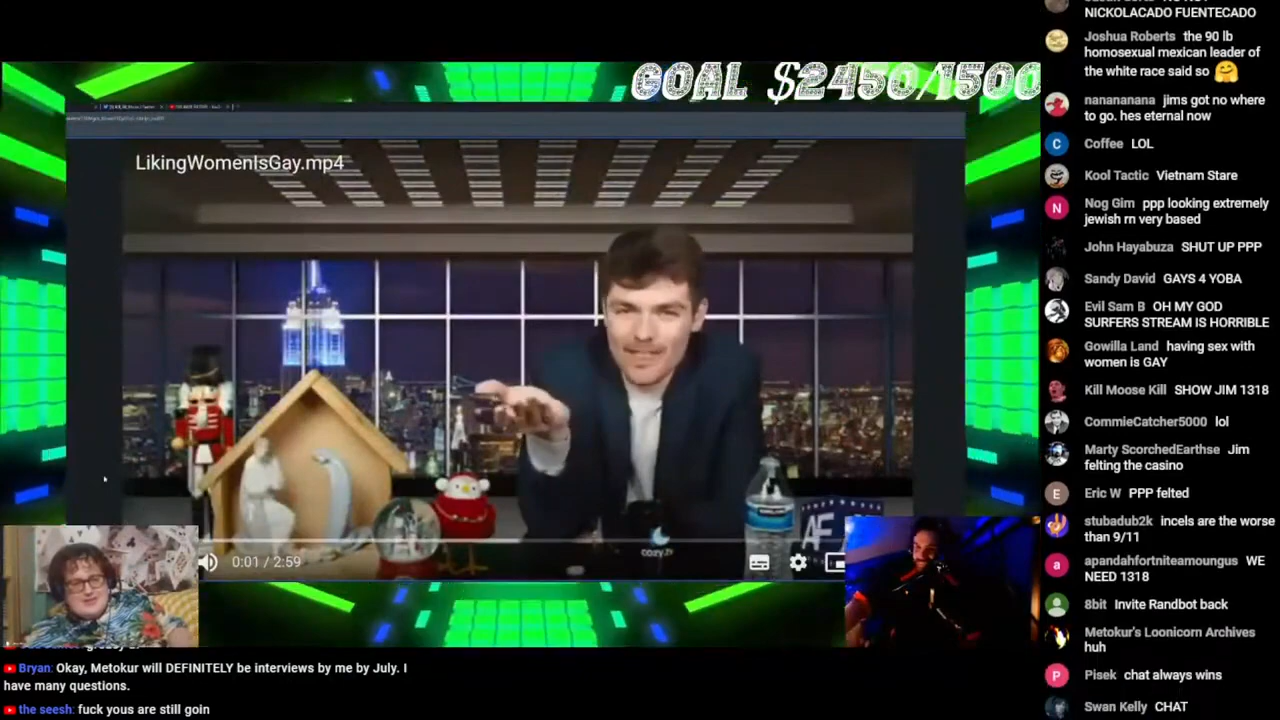 NICKOLACADO FUENTECADO
Joshua Roberts the 90 lb
homosexual mexican leader of
the white race said so
GOAL $2450/1500
nananana jims got no where
to go. hes eternal now
Coffee LOL
LikingWomenIsGay.mp4
Kool Tactic Vietnam Stare
Nog Gim ppp looking extremely
jewish rn very based
John Hayabuza SHUT UP PPP
Sandy David GAYS 4 YOBA
Evil Sam B OH MY GOD
SURFERS STREAM IS HORRIBLE
Gowilla Land having sex with
women is GAY
Kill Moose Kill SHOW JIM 1318
CommieCatcher5000 lol
Marty ScorchedEarthse Jim
felting the casino
Eric W PPP felted
stubadub2k incels are the worse
than 9/11
AF
cozy.tv
0:01 / 2:59
apandahfortniteamoungus WE
NEED 1318
8bit Invite Randbot back
Metokur's Loonicorn Archives
huh
Bryan: Okay, Metokur will DEFINITELY be interviews by me by July. I
have many questions.
Pisek chat always wins
the seesh: fuck yous are still goin
Swan Kelly CHAT